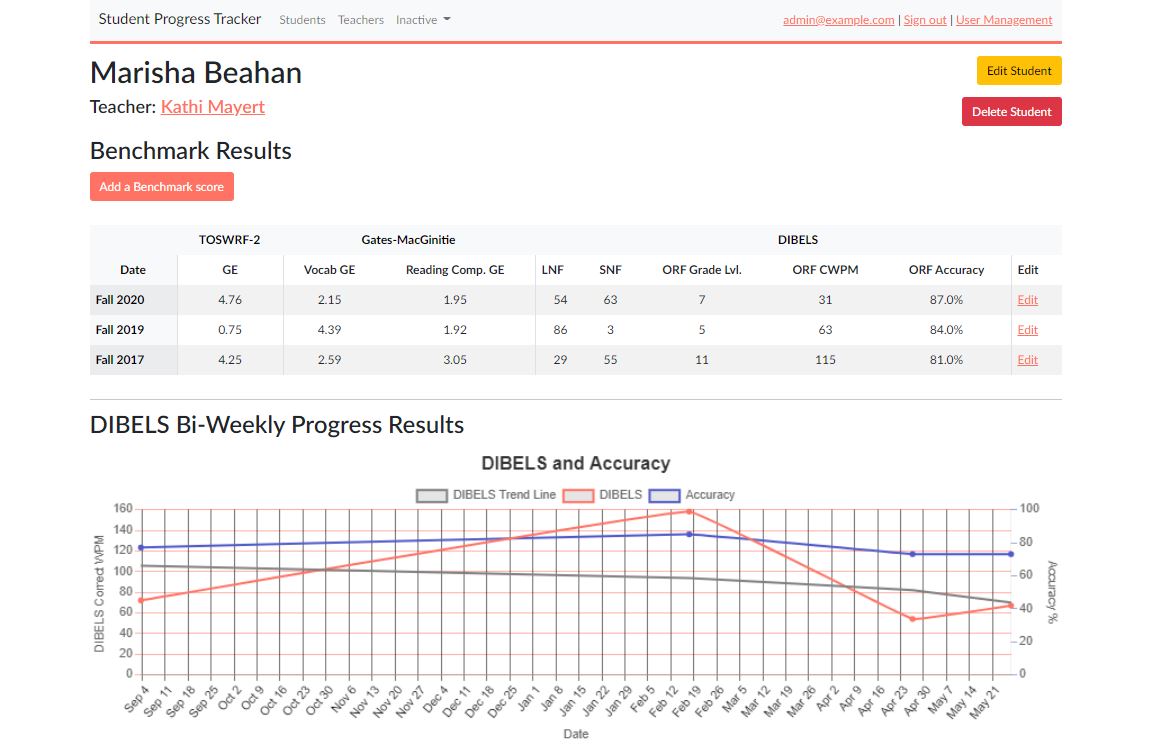 Student Progress Tracker Students Teachers Inactive admin@example.com | Sign out | User Management
Marisha Beahan
Edit Student
Teacher: Kathi Mayert
Delete Student
Benchmark Results
Add a Benchmark score
TOSWRF-2 Gates-MacGinitie DIBELS
Date GE Vocab GE Reading Comp. GE LNF SNF ORF Grade Lvl. ORF CWPM ORF Accuracy Edit
Fall 2020 4.76 2.15 1.95 54 63 7 31 87.0% Edit
Fall 2019 0.75 4.39 1.92 86 3 5 63 84.0% Edit
Fall 2017 4.25 2.59 3.05 29 55 11 115 81.0% Edit
DIBELS Bi-Weekly Progress Results
DIBELS and Accuracy
DIBELS Trend Line DIBELS Accuracy
DIBELS Correct WPM
160
140
120
100
80
60
40
20
0
100
80
60
40
20
0
Accuracy %
Sep 4 Sep 11 Sep 18 Sep 25 Oct 2 Oct 9 Oct 16 Oct 23 Oct 30 Nov 6 Nov 13 Nov 20 Nov 27 Dec 4 Dec 11 Dec 18 Dec 25 Jan 1 Jan 8 Jan 15 Jan 22 Jan 29 Feb 5 Feb 12 Feb 19 Feb 26 Mar 5 Mar 12 Mar 19 Mar 26 Apr 2 Apr 9 Apr 16 Apr 23 Apr 30 May 7 May 14 May 21
Date